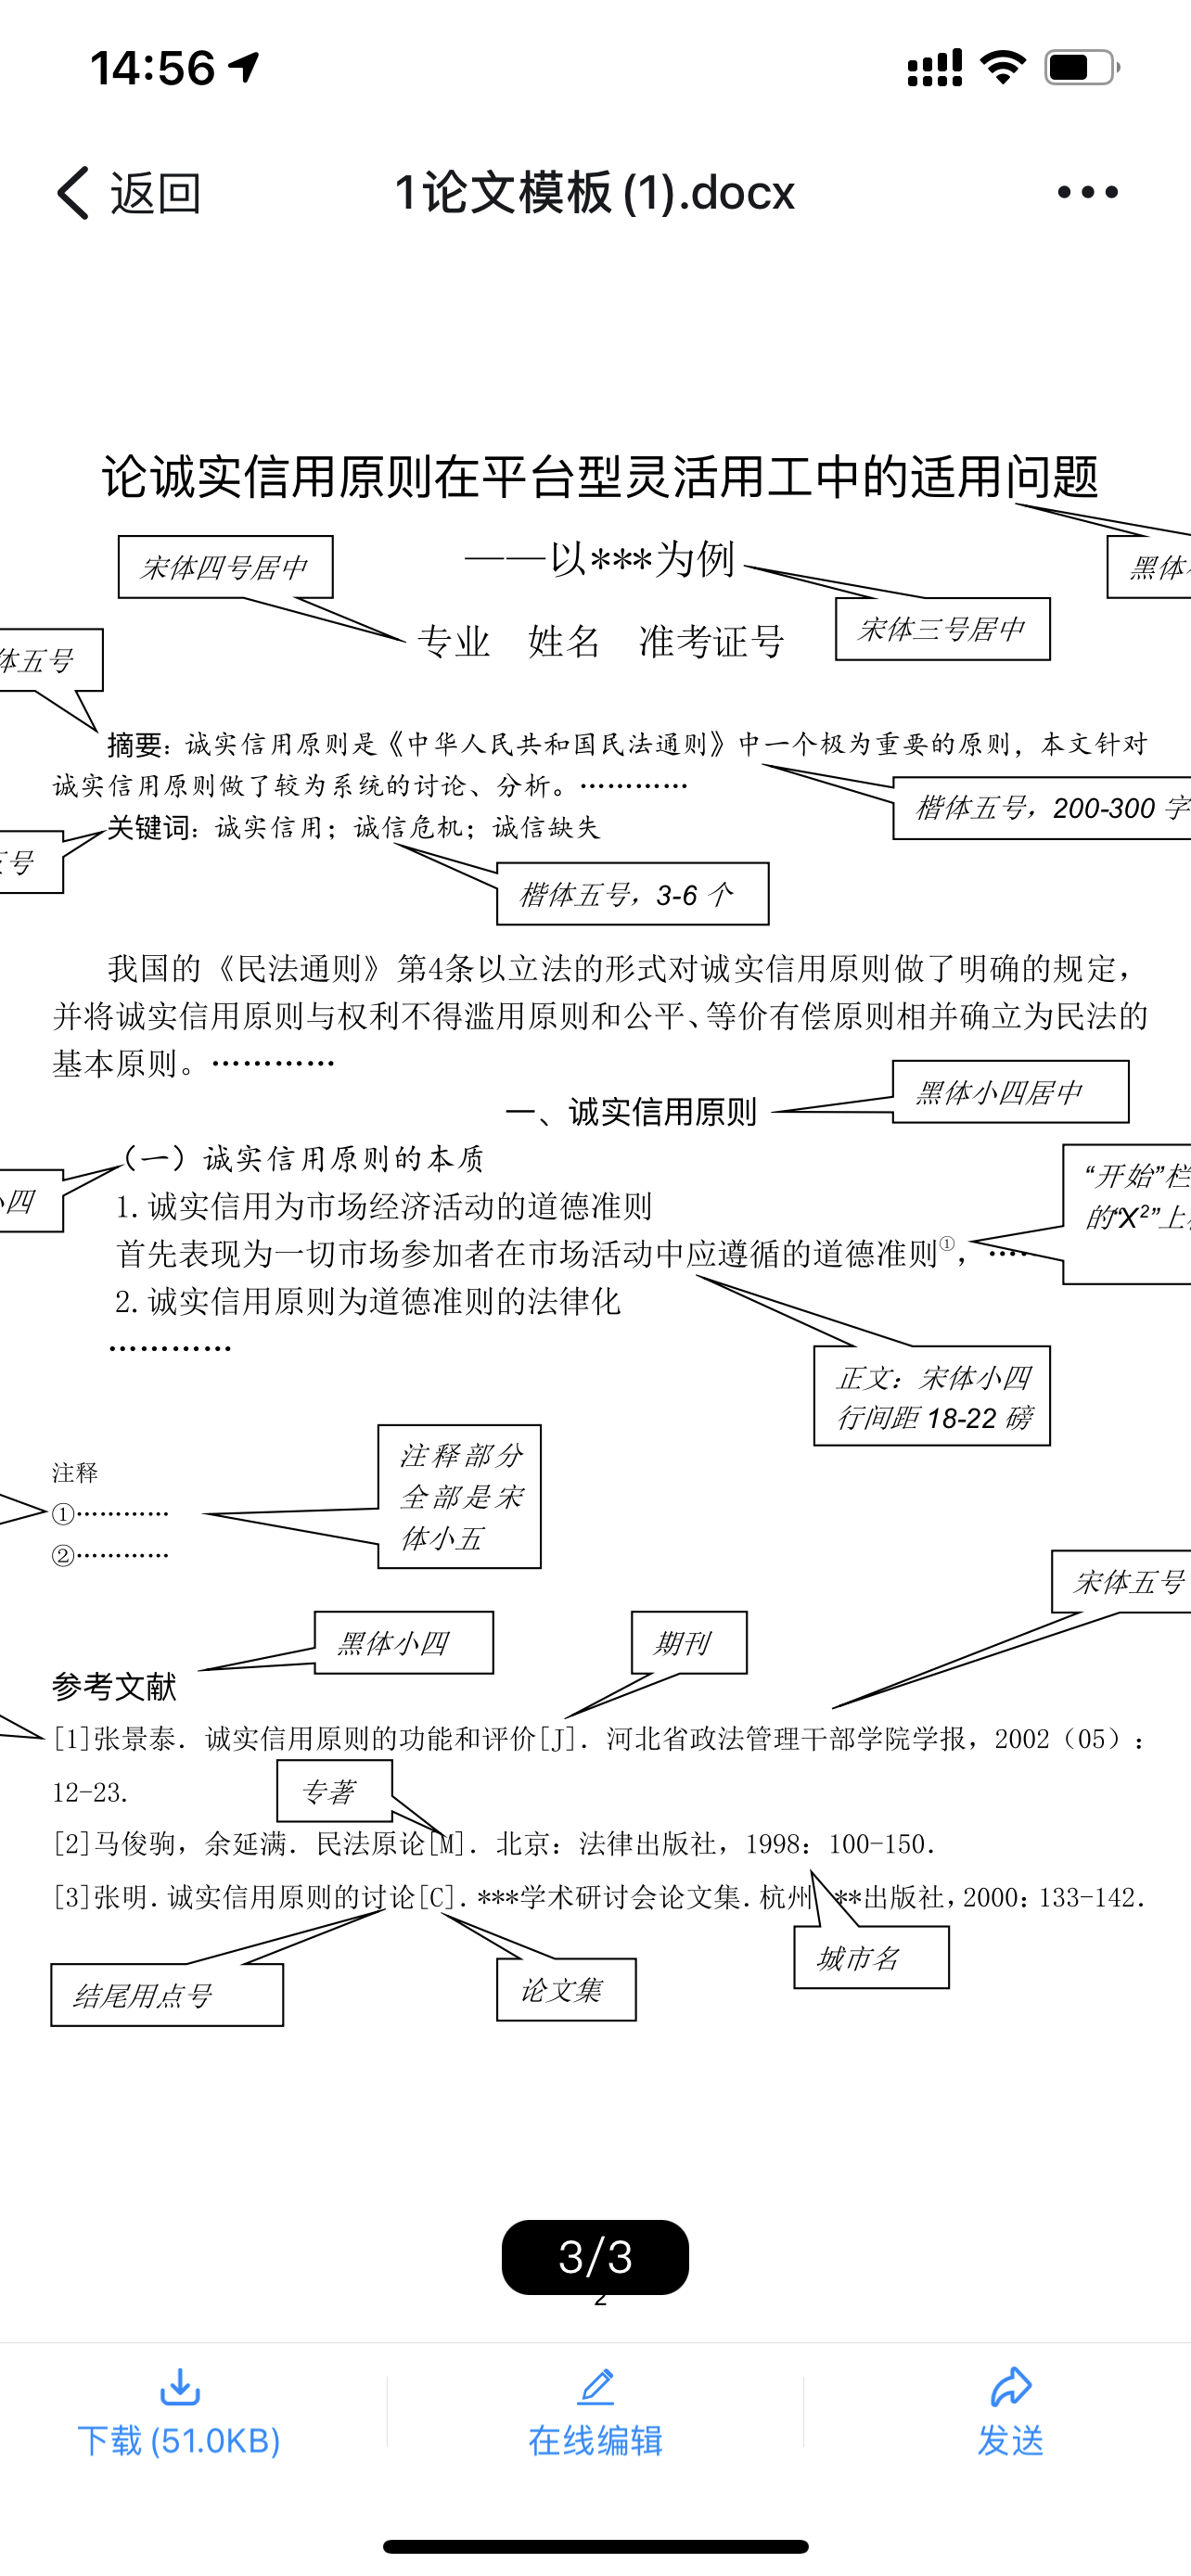 14:56
返回
1论文模板(1).docx
论诚实信用原则在平台型灵活用工中的适用问题
宋体四号居中
——以***为例
黑体
宋体三号居中
专业 姓名 准考证号
体五号
摘要：诚实信用原则是《中华人民共和国民法通则》中一个极为重要的原则，本文针对
诚实信用原则做了较为系统的讨论、分析。…………
楷体五号，200-300 字
关键词：诚实信用；诚信危机；诚信缺失
号
楷体五号，3-6 个
我国的《民法通则》第4条以立法的形式对诚实信用原则做了明确的规定，
并将诚实信用原则与权利不得滥用原则和公平、等价有偿原则相并确立为民法的
基本原则。…………
黑体小四居中
一、诚实信用原则
（一）诚实信用原则的本质
小四
“开始”栏
的“X²”上
1.诚实信用为市场经济活动的道德准则
首先表现为一切市场参加者在市场活动中应遵循的道德准则①，····
2.诚实信用原则为道德准则的法律化
…………
正文：宋体小四
行间距 18-22 磅
注释部分
全部是宋
体小五
注释
①…………
②…………
宋体五号
黑体小四
期刊
参考文献
[1]张景泰. 诚实信用原则的功能和评价[J]. 河北省政法管理干部学院学报，2002（05）：
12-23.
专著
[2]马俊驹，余延满. 民法原论[M]. 北京：法律出版社，1998：100-150.
[3]张明.诚实信用原则的讨论[C].***学术研讨会论文集.杭州 **出版社，2000：133-142.
城市名
结尾用点号
论文集
3/3
2
下载 (51.0KB)
在线编辑
发送